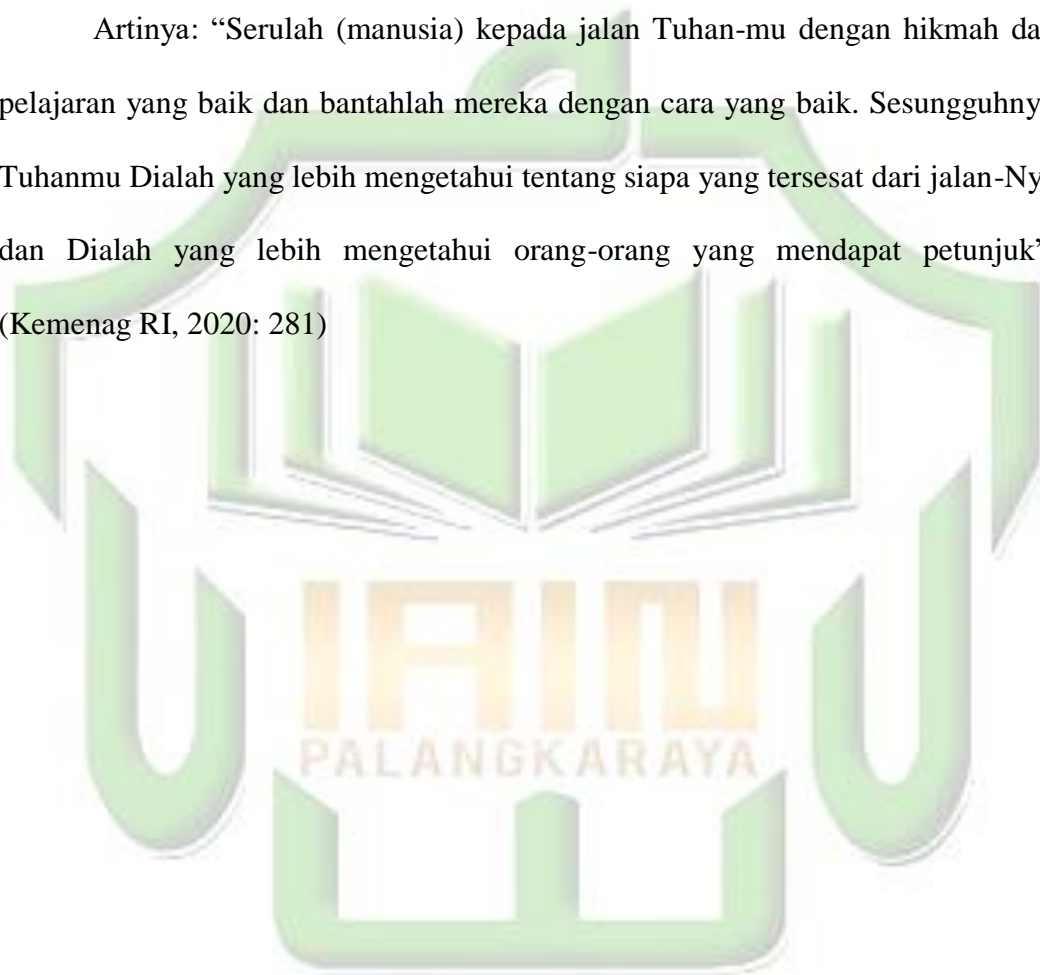 Artinya: “Serulah (manusia) kepada jalan Tuhan-mu dengan hikmah da
pelajaran yang baik dan bantahlah mereka dengan cara yang baik. Sesungguhny
Tuhanmu Dialah yang lebih mengetahui tentang siapa yang tersesat dari jalan-Ny
dan Dialah yang lebih mengetahui orang-orang yang mendapat petunjuk”
(Kemenag RI, 2020: 281)
IAIN
PALANGKARAYA